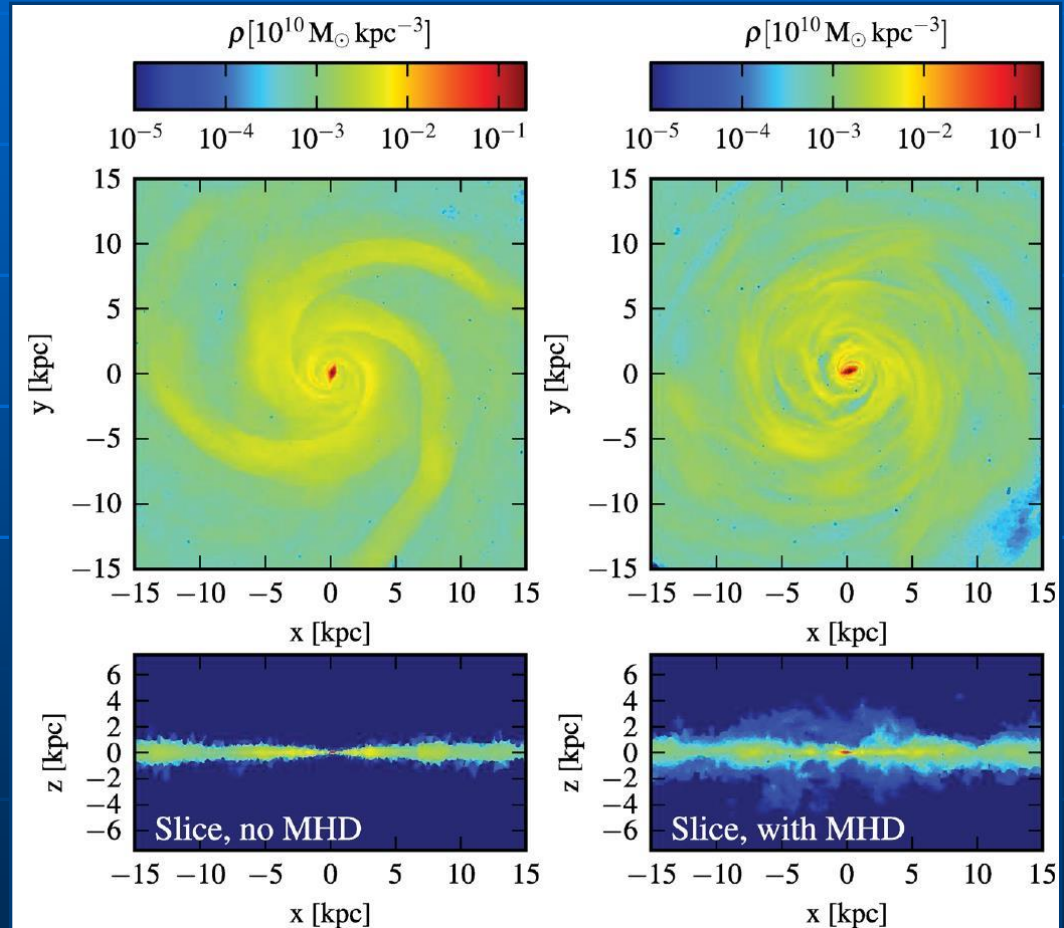 ρ [10¹⁰ M☉ kpc⁻³]
10⁻⁵ 10⁻⁴ 10⁻³ 10⁻² 10⁻¹
ρ [10¹⁰ M☉ kpc⁻³]
10⁻⁵ 10⁻⁴ 10⁻³ 10⁻² 10⁻¹
15
10
5
0
−5
−10
−15
y [kpc]
−15 −10 −5 0 5 10 15
x [kpc]
15
10
5
0
−5
−10
−15
y [kpc]
−15 −10 −5 0 5 10 15
x [kpc]
6
4
2
0
−2
−4
−6
z [kpc]
Slice, no MHD
−15 −10 −5 0 5 10 15
x [kpc]
6
4
2
0
−2
−4
−6
z [kpc]
Slice, with MHD
−15 −10 −5 0 5 10 15
x [kpc]